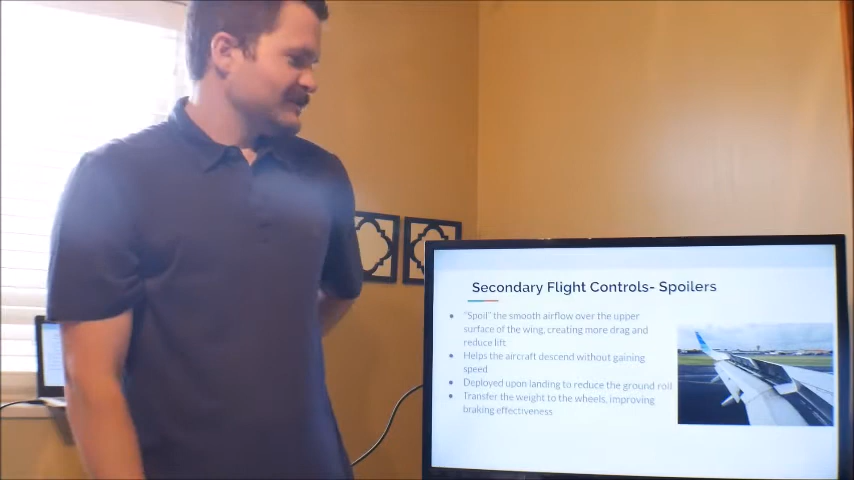 Secondary Flight Controls- Spoilers
● "Spoil" the smooth airflow over the upper
surface of the wing, creating more drag and
reduce lift
● Helps the aircraft descend without gaining
speed
● Deployed upon landing to reduce the ground roll
● Transfer the weight to the wheels, improving
braking effectiveness